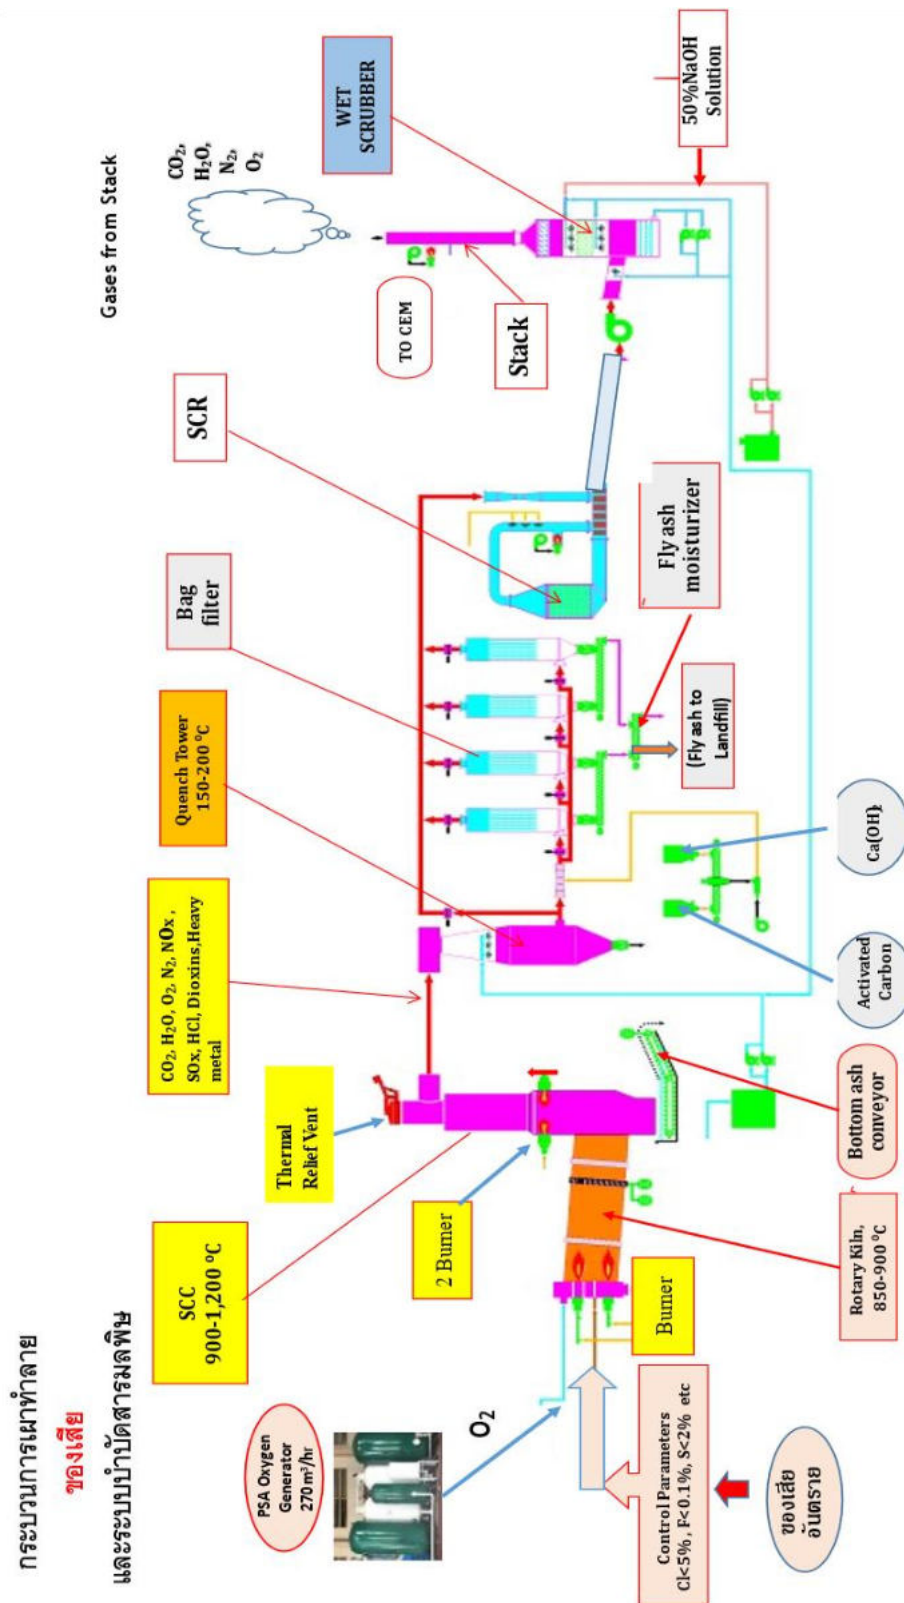 กระบวนการเผาทำลาย
ของเสีย
และระบบบำบัดสารมลพิษ
Gases from Stack
CO₂,
H₂O,
N₂,
O₂
WET
SCRUBBER
50%NaOH
Solution
TO CEM
Stack
SCR
Bag
filter
Fly ash
moisturizer
(Fly ash to
Landfill)
Quench Tower
150-200 °C
CO₂, H₂O, O₂, N₂, NOx,
SOx, HCl, Dioxins,Heavy
metal
Thermal
Relief Vent
SCC
900-1,200 °C
2 Burner
Burner
Ca(OH)₂
Activated
Carbon
Bottom ash
conveyor
Rotary Kiln,
850-900 °C
PSA Oxygen
Generator
270 m³/hr
O₂
Control Parameters
Cl<5% , F<0.1%, S<2% etc
ของเสีย
อันตราย